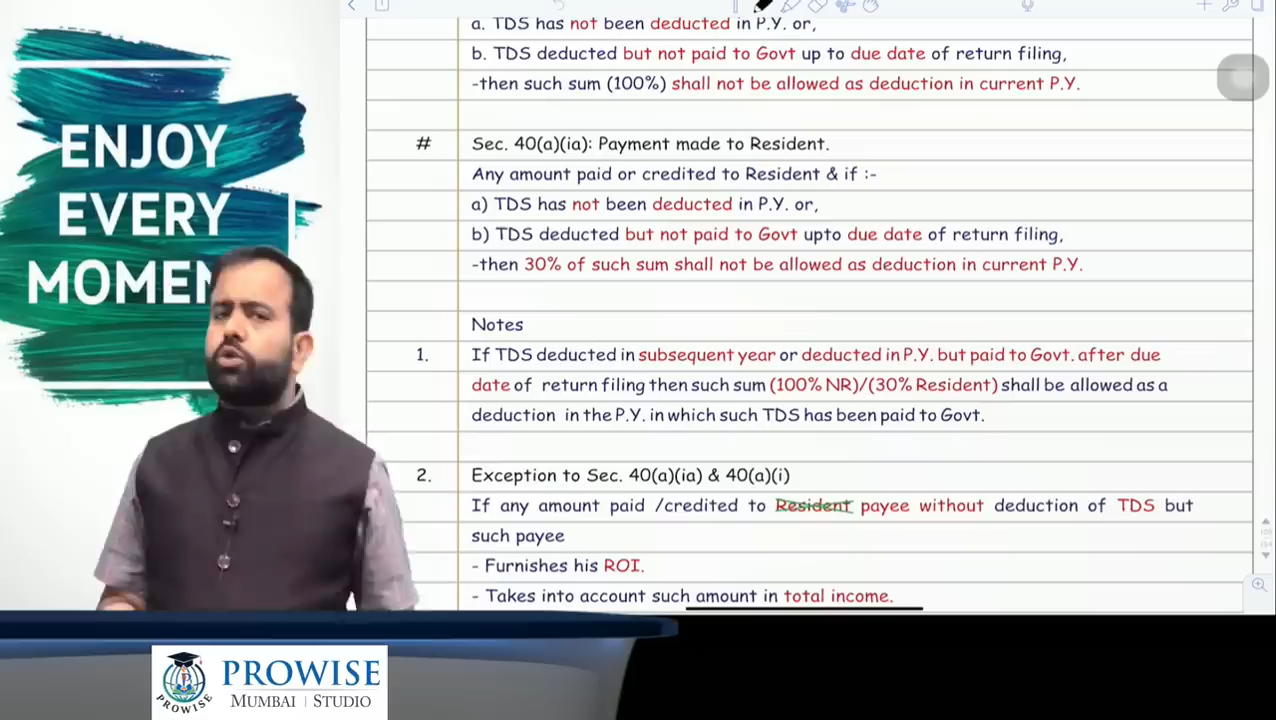 ENJOY
EVERY
MOMEN
a. TDS has not been deducted in P.Y. or,
b. TDS deducted but not paid to Govt up to due date of return filing,
-then such sum (100%) shall not be allowed as deduction in current P.Y.
# Sec. 40(a)(ia): Payment made to Resident.
Any amount paid or credited to Resident & if :-
a) TDS has not been deducted in P.Y. or,
b) TDS deducted but not paid to Govt upto due date of return filing,
-then 30% of such sum shall not be allowed as deduction in current P.Y.
Notes
1. If TDS deducted in subsequent year or deducted in P.Y. but paid to Govt. after due
date of return filing then such sum (100% NR)/(30% Resident) shall be allowed as a
deduction in the P.Y. in which such TDS has been paid to Govt.
2. Exception to Sec. 40(a)(ia) & 40(a)(i)
If any amount paid /credited to Resident payee without deduction of TDS but
such payee
- Furnishes his ROI.
- Takes into account such amount in total income.
PROWISE
PROWISE
MUMBAI | STUDIO